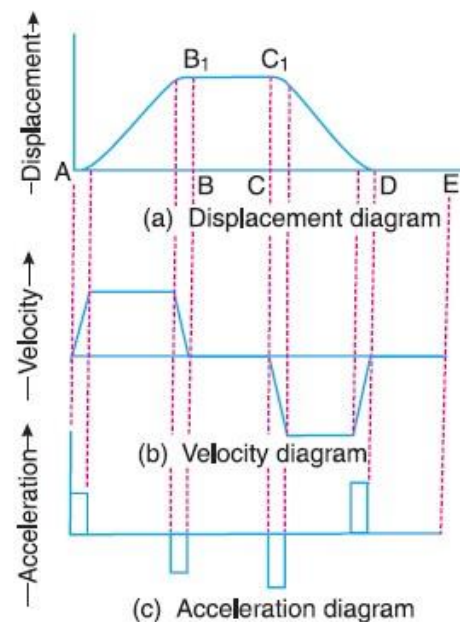 –Displacement→
B1 C1
A B C D E
(a) Displacement diagram
—Velocity—→
(b) Velocity diagram
—Acceleration→
(c) Acceleration diagram